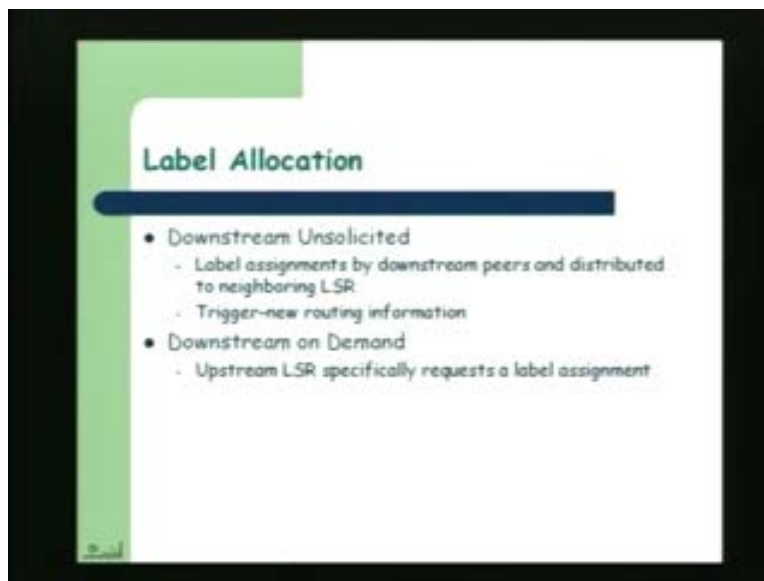 Label Allocation
● Downstream Unsolicited
- Label assignments by downstream peers and distributed
to neighboring LSR
- Trigger-new routing information
● Downstream on Demand
- Upstream LSR specifically requests a label assignment